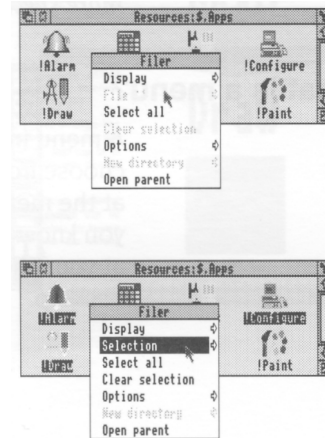 Resources:$.Apps
!Alarm
!Configure
!Draw
!Paint
Filer
Display
File
Select all
Clear selection
Options
New directory
Open parent
Resources:$.Apps
!Alarm
!Configure
!Draw
!Paint
Filer
Display
Selection
Select all
Clear selection
Options
New directory
Open parent